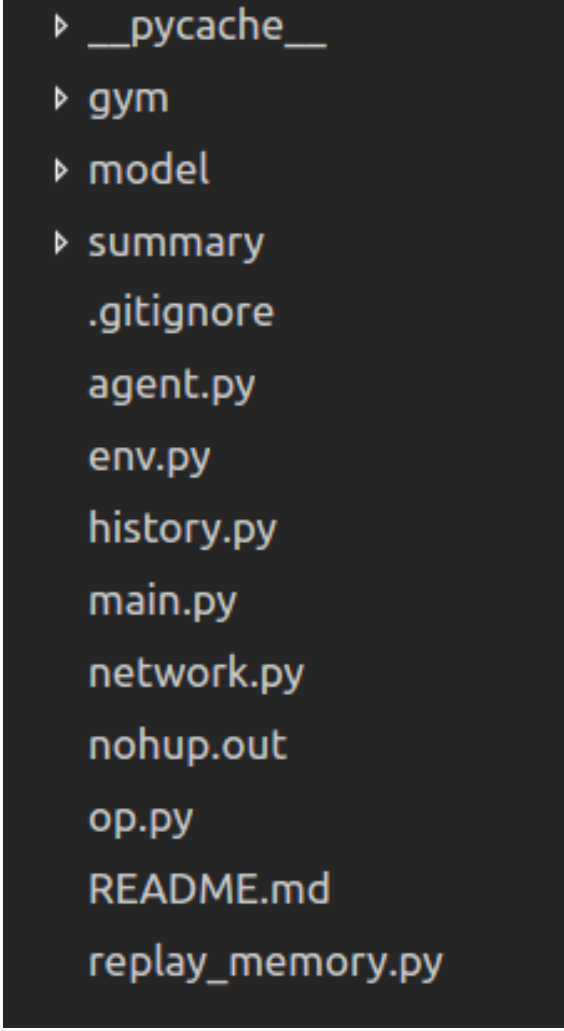 __pycache__
gym
model
summary
.gitignore
agent.py
env.py
history.py
main.py
network.py
nohup.out
op.py
README.md
replay_memory.py